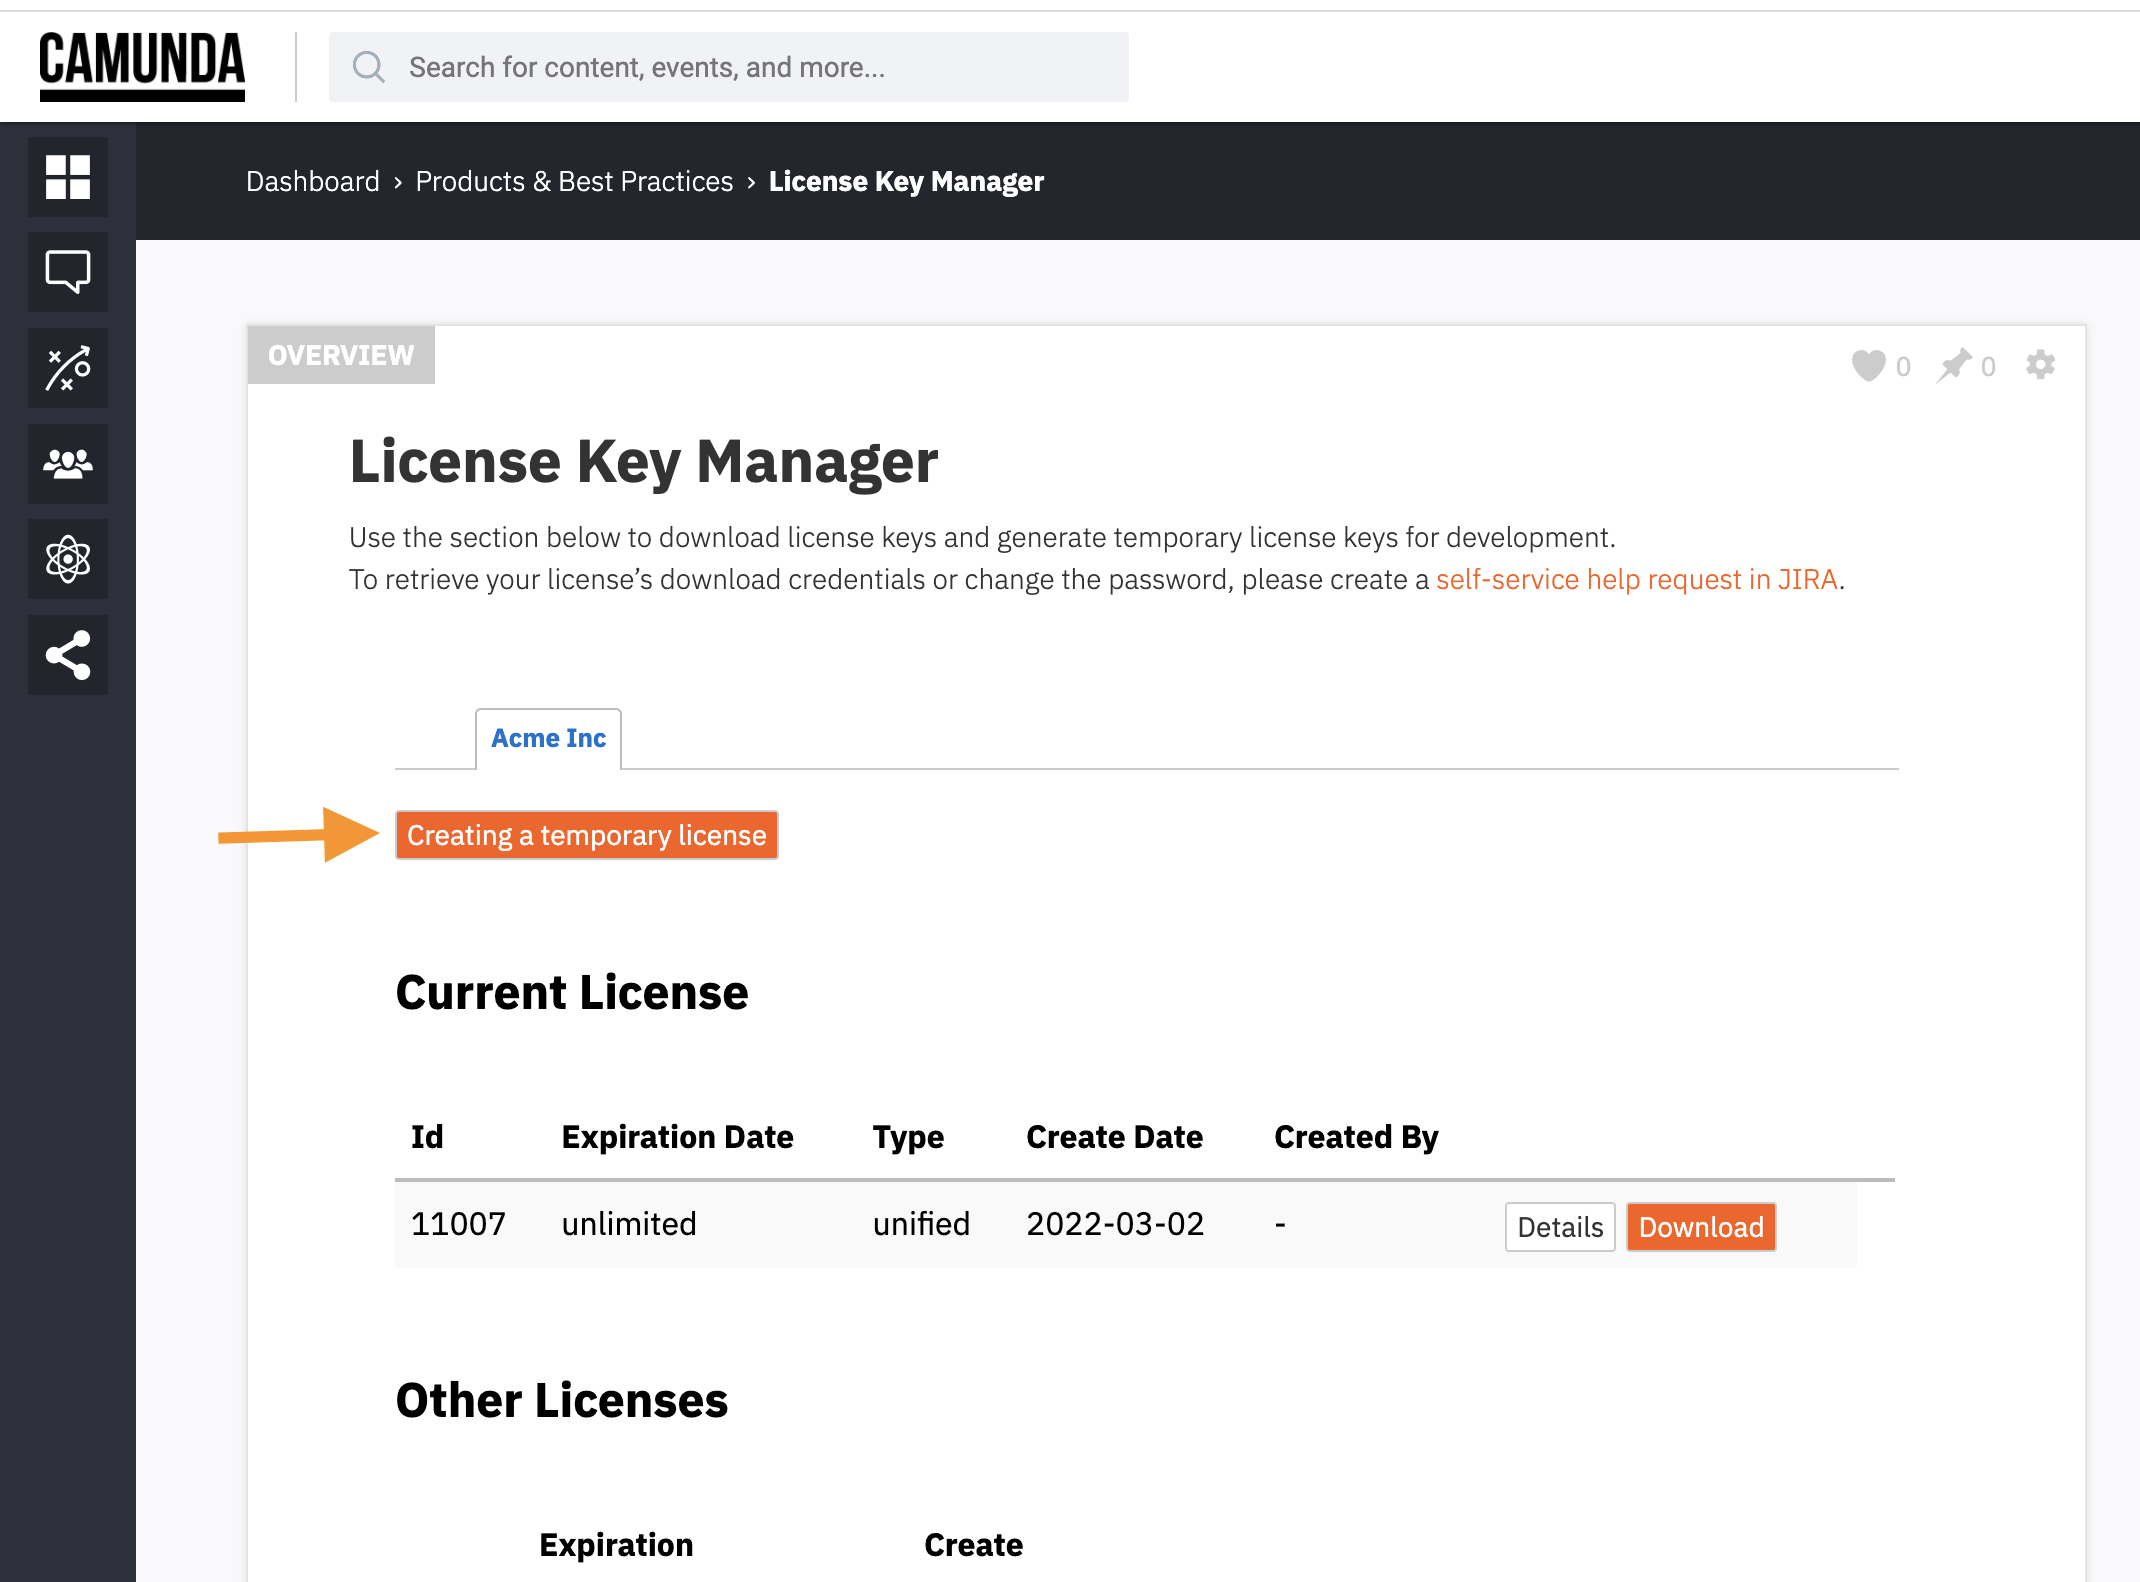 CAMUNDA
Search for content, events, and more...
Dashboard › Products & Best Practices › License Key Manager
OVERVIEW
0 0
License Key Manager
Use the section below to download license keys and generate temporary license keys for development.
To retrieve your license’s download credentials or change the password, please create a self-service help request in JIRA.
Acme Inc
Creating a temporary license
Current License
Id Expiration Date Type Create Date Created By
11007 unlimited unified 2022-03-02 - Details Download
Other Licenses
Expiration Create